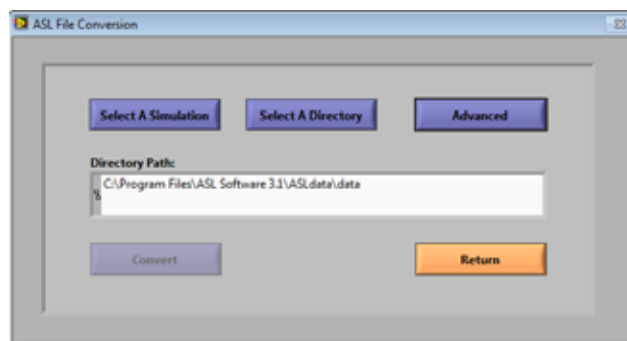 ASL File Conversion
Select A Simulation Select A Directory Advanced
Directory Path:
C:\Program Files\ASL Software 3.1\ASLdata\data
Convert Return